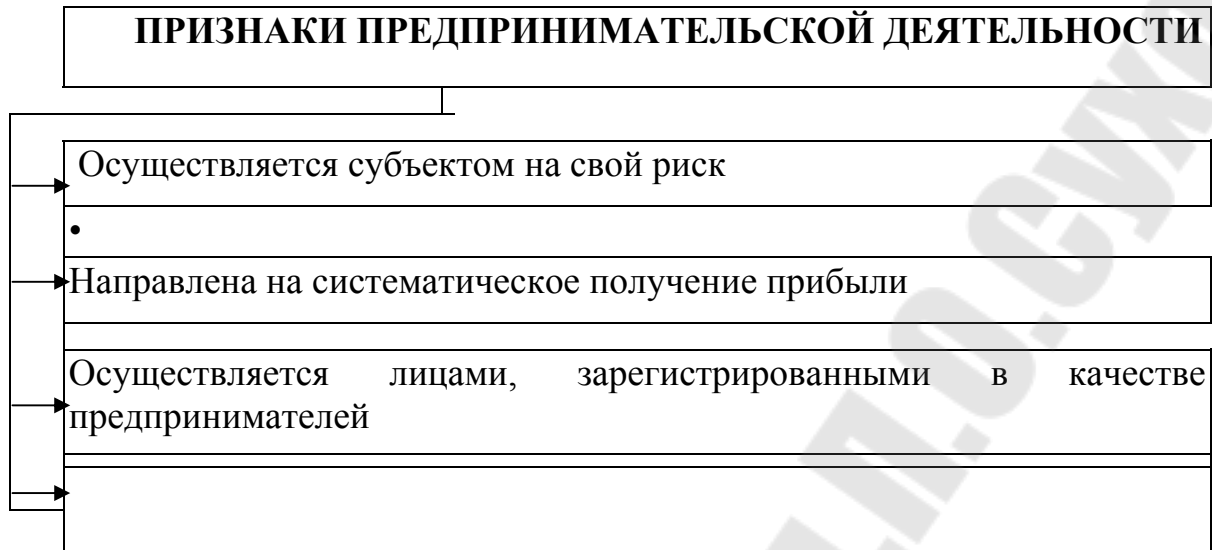 ПРИЗНАКИ ПРЕДПРИНИМАТЕЛЬСКОЙ ДЕЯТЕЛЬНОСТИ
Осуществляется субъектом на свой риск
•
Направлена на систематическое получение прибыли
Осуществляется лицами, зарегистрированными в качестве
предпринимателей